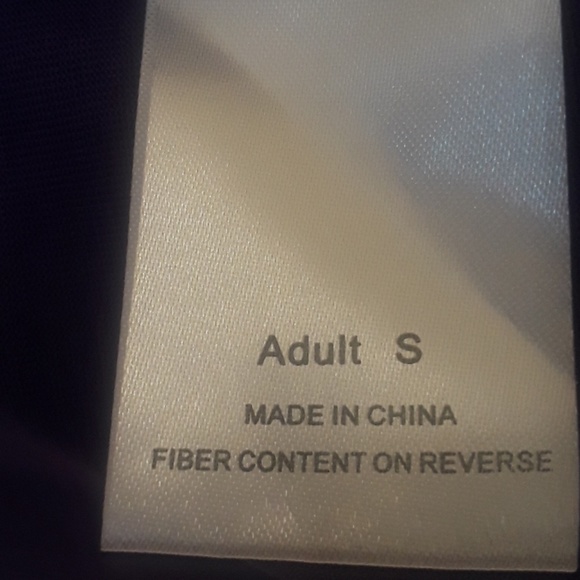 Adult S
MADE IN CHINA
FIBER CONTENT ON REVERSE